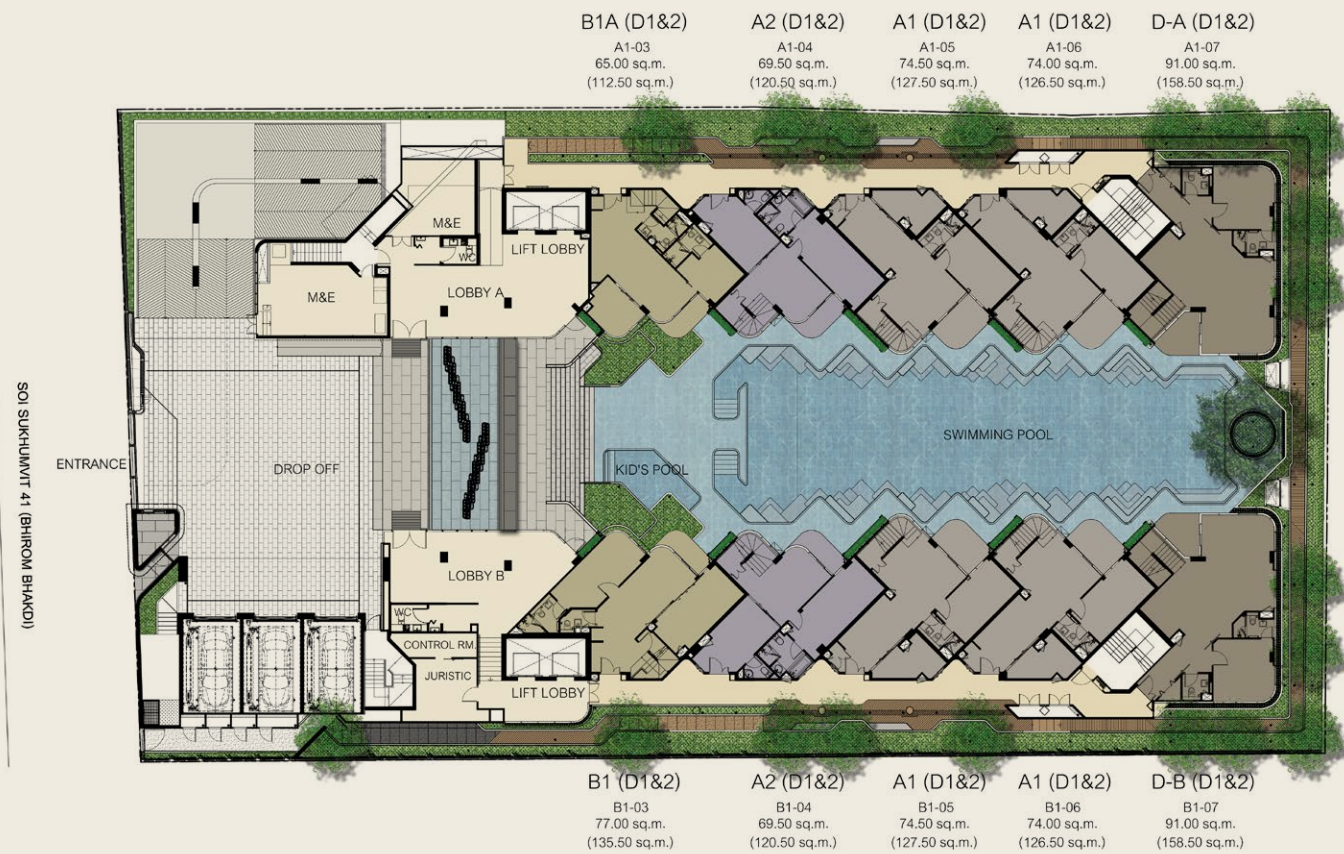 B1A (D1&2)
A1-03
65.00 sq.m.
(112.50 sq.m.)
A2 (D1&2)
A1-04
69.50 sq.m.
(120.50 sq.m.)
A1 (D1&2)
A1-05
74.50 sq.m.
(127.50 sq.m.)
A1 (D1&2)
A1-06
74.00 sq.m.
(126.50 sq.m.)
D-A (D1&2)
A1-07
91.00 sq.m.
(158.50 sq.m.)
M&E
WC
LIFT LOBBY
M&E
LOBBY A
SOI SUKHUMVIT 41 (BHIROM BHAKDI)
ENTRANCE
DROP OFF
KID'S POOL
SWIMMING POOL
LOBBY B
WC
CONTROL RM.
JURISTIC
LIFT LOBBY
B1 (D1&2)
B1-03
77.00 sq.m.
(135.50 sq.m.)
A2 (D1&2)
B1-04
69.50 sq.m.
(120.50 sq.m.)
A1 (D1&2)
B1-05
74.50 sq.m.
(127.50 sq.m.)
A1 (D1&2)
B1-06
74.00 sq.m.
(126.50 sq.m.)
D-B (D1&2)
B1-07
91.00 sq.m.
(158.50 sq.m.)